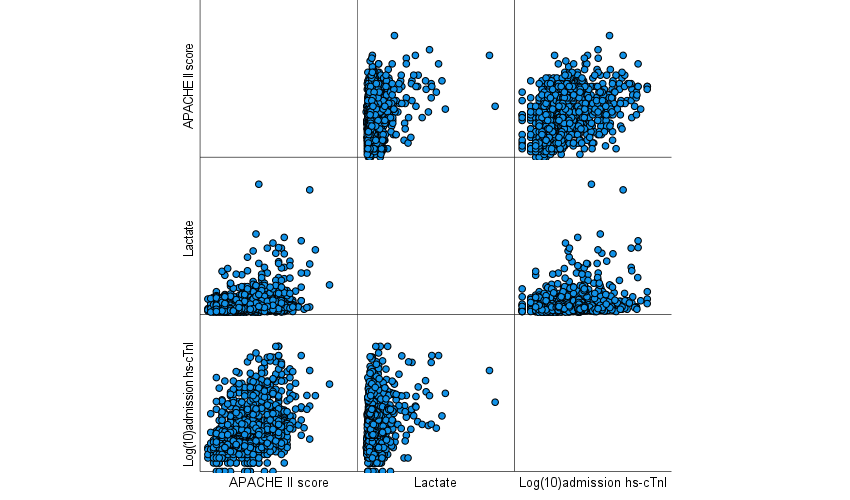 APACHE II score
Lactate
Log(10)admission hs-cTnI
APACHE II score
Lactate
Log(10)admission hs-cTnI